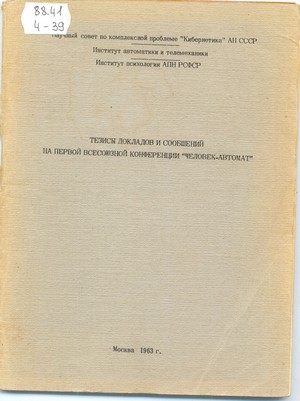 88.41
4-39
Научный совет по комплексной проблеме "Кибернетика" АН СССР
Институт автоматики и телемеханики
Институт психологии АПН РСФСР
ТЕЗИСЫ ДОКЛАДОВ И СООБЩЕНИЙ
НА ПЕРВОЙ ВСЕСОЮЗНОЙ КОНФЕРЕНЦИИ "ЧЕЛОВЕК-АВТОМАТ"
Москва 1963 г.